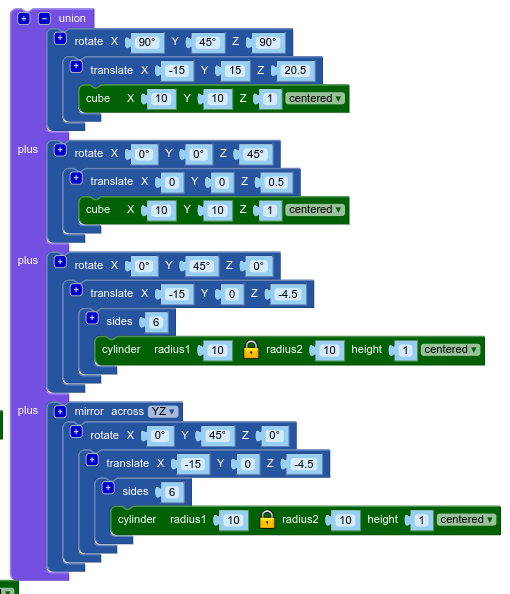 union
rotate X 90° Y 45° Z 90°
translate X -15 Y 15 Z 20.5
cube X 10 Y 10 Z 1 centered
plus
rotate X 0° Y 0° Z 45°
translate X 0 Y 0 Z 0.5
cube X 10 Y 10 Z 1 centered
plus
rotate X 0° Y 45° Z 0°
translate X -15 Y 0 Z -4.5
sides 6
cylinder radius1 10 radius2 10 height 1 centered
plus
mirror across YZ
rotate X 0° Y 45° Z 0°
translate X -15 Y 0 Z -4.5
sides 6
cylinder radius1 10 radius2 10 height 1 centered